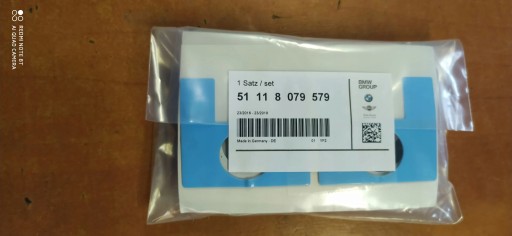 1 Satz / set
51 11 8 079 579
Made in Germany - DE
BMW
GROUP
REDMI NOTE 8T
AI QUAD CAMERA